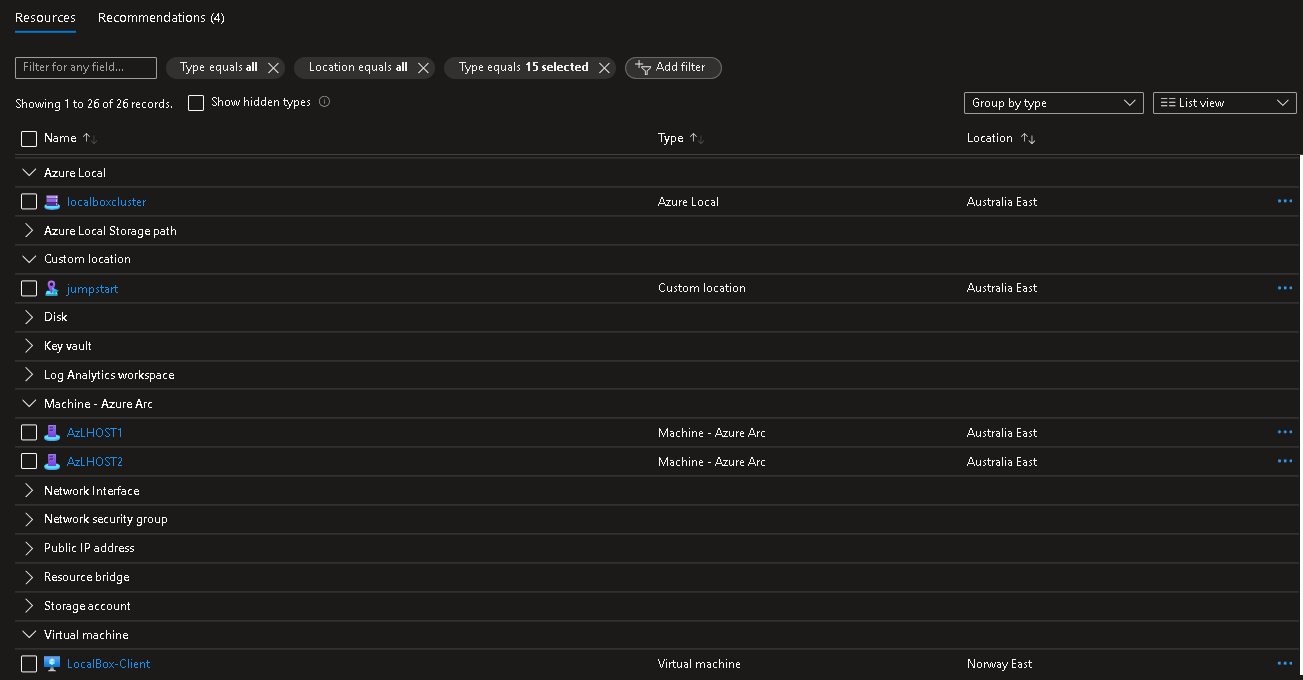 Resources Recommendations (4)
Filter for any field... Type equals all Location equals all Type equals 15 selected Add filter
Showing 1 to 26 of 26 records. Show hidden types Group by type List view
Name Type Location
Azure Local
localboxcluster Azure Local Australia East
Azure Local Storage path
Custom location
jumpstart Custom location Australia East
Disk
Key vault
Log Analytics workspace
Machine - Azure Arc
AzLHOST1 Machine - Azure Arc Australia East
AzLHOST2 Machine - Azure Arc Australia East
Network Interface
Network security group
Public IP address
Resource bridge
Storage account
Virtual machine
LocalBox-Client Virtual machine Norway East